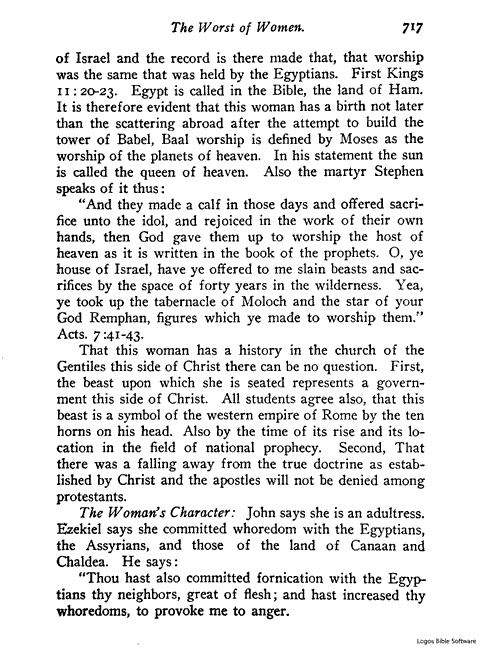 The Worst of Women. 717
of Israel and the record is there made that, that worship
was the same that was held by the Egyptians. First Kings
11:20-23. Egypt is called in the Bible, the land of Ham.
It is therefore evident that this woman has a birth not later
than the scattering abroad after the attempt to build the
tower of Babel, Baal worship is defined by Moses as the
worship of the planets of heaven. In his statement the sun
is called the queen of heaven. Also the martyr Stephen
speaks of it thus:
"And they made a calf in those days and offered sacri-
fice unto the idol, and rejoiced in the work of their own
hands, then God gave them up to worship the host of
heaven as it is written in the book of the prophets. O, ye
house of Israel, have ye offered to me slain beasts and sac-
rifices by the space of forty years in the wilderness. Yea,
ye took up the tabernacle of Moloch and the star of your
God Remphan, figures which ye made to worship them."
Acts. 7:41-43.
That this woman has a history in the church of the
Gentiles this side of Christ there can be no question. First,
the beast upon which she is seated represents a govern-
ment this side of Christ. All students agree also, that this
beast is a symbol of the western empire of Rome by the ten
horns on his head. Also by the time of its rise and its lo-
cation in the field of national prophecy. Second, That
there was a falling away from the true doctrine as estab-
lished by Christ and the apostles will not be denied among
protestants.
The Woman's Character: John says she is an adultress.
Ezekiel says she committed whoredom with the Egyptians,
the Assyrians, and those of the land of Canaan and
Chaldea. He says:
"Thou hast also committed fornication with the Egyp-
tians thy neighbors, great of flesh; and hast increased thy
whoredoms, to provoke me to anger.
Logos Bible Software